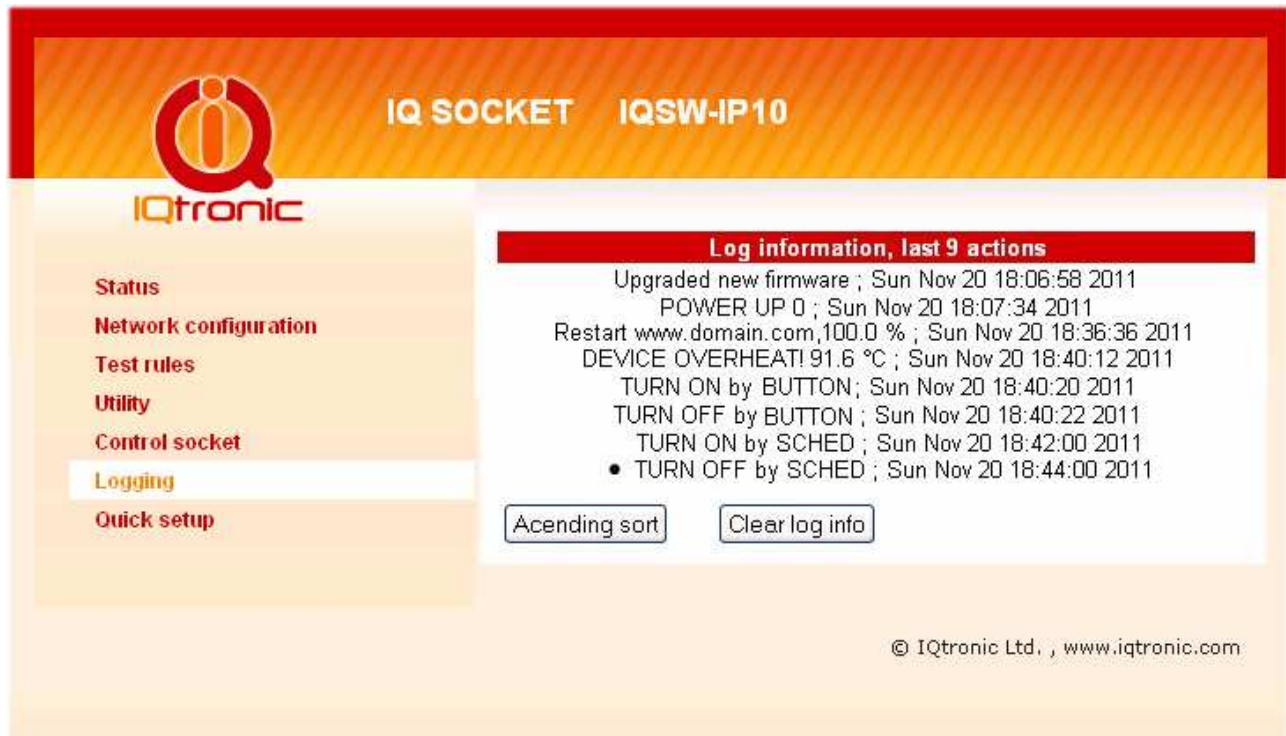 IQ SOCKET IQSW-IP10
IQtronic
Status
Network configuration
Test rules
Utility
Control socket
Logging
Quick setup
Log information, last 9 actions
Upgraded new firmware ; Sun Nov 20 18:06:58 2011
POWER UP 0 ; Sun Nov 20 18:07:34 2011
Restart www.domain.com,100.0 % ; Sun Nov 20 18:36:36 2011
DEVICE OVERHEAT! 91.6 °C ; Sun Nov 20 18:40:12 2011
TURN ON by BUTTON ; Sun Nov 20 18:40:20 2011
TURN OFF by BUTTON ; Sun Nov 20 18:40:22 2011
TURN ON by SCHED ; Sun Nov 20 18:42:00 2011
• TURN OFF by SCHED ; Sun Nov 20 18:44:00 2011
Acending sort Clear log info
© IQtronic Ltd. , www.iqtronic.com